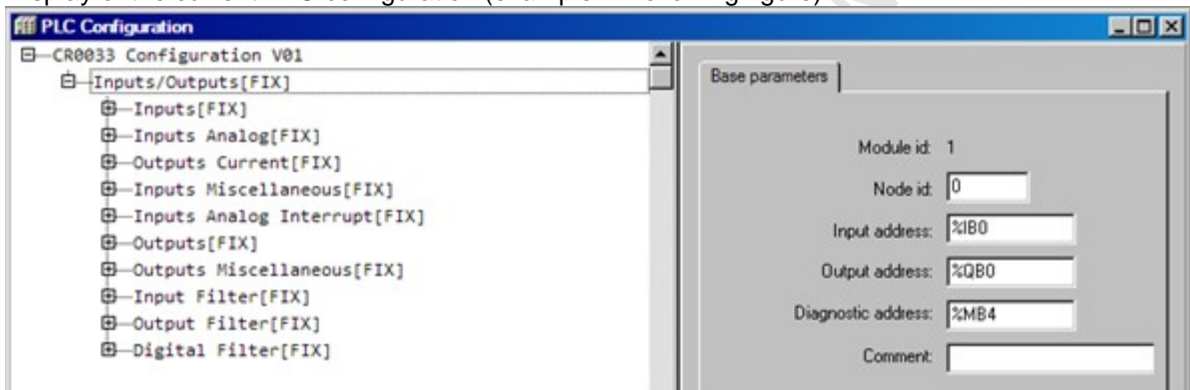 PLC Configuration
CR0033 Configuration V01
Inputs/Outputs[FIX]
Inputs[FIX]
Inputs Analog[FIX]
Outputs Current[FIX]
Inputs Miscellaneous[FIX]
Inputs Analog Interrupt[FIX]
Outputs[FIX]
Outputs Miscellaneous[FIX]
Input Filter[FIX]
Output Filter[FIX]
Digital Filter[FIX]
Base parameters
Module id: 1
Node id: 0
Input address: %IB0
Output address: %QB0
Diagnostic address: %MB4
Comment: